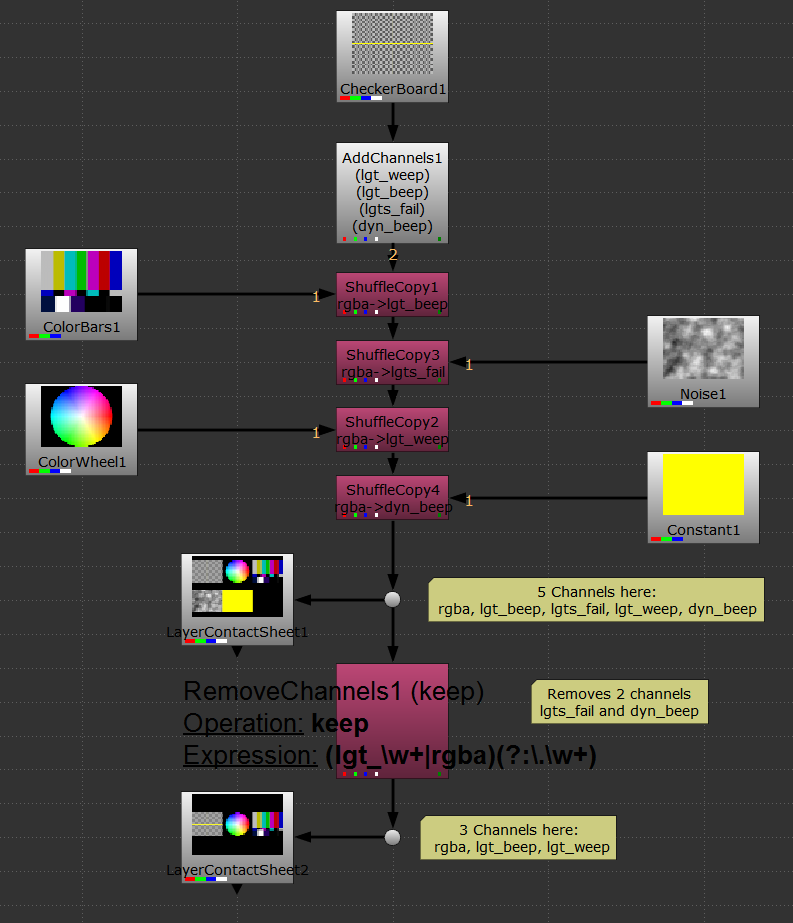 CheckerBoard1
AddChannels1
(lgt_weep)
(lgt_beep)
(lgts_fail)
(dyn_beep)
2
ColorBars1
1
ShuffleCopy1
rgba->lgt_beep
ShuffleCopy3
rgba->lgts_fail
1
Noise1
ColorWheel1
1
ShuffleCopy2
rgba->lgt_weep
ShuffleCopy4
rgba->dyn_beep
1
Constant1
LayerContactSheet1
5 Channels here:
rgba, lgt_beep, lgts_fail, lgt_weep, dyn_beep
RemoveChannels1 (keep)
Operation: keep
Expression: (lgt_\w+|rgba)(?:\.\w+)
Removes 2 channels
lgts_fail and dyn_beep
LayerContactSheet2
3 Channels here:
rgba, lgt_beep, lgt_weep